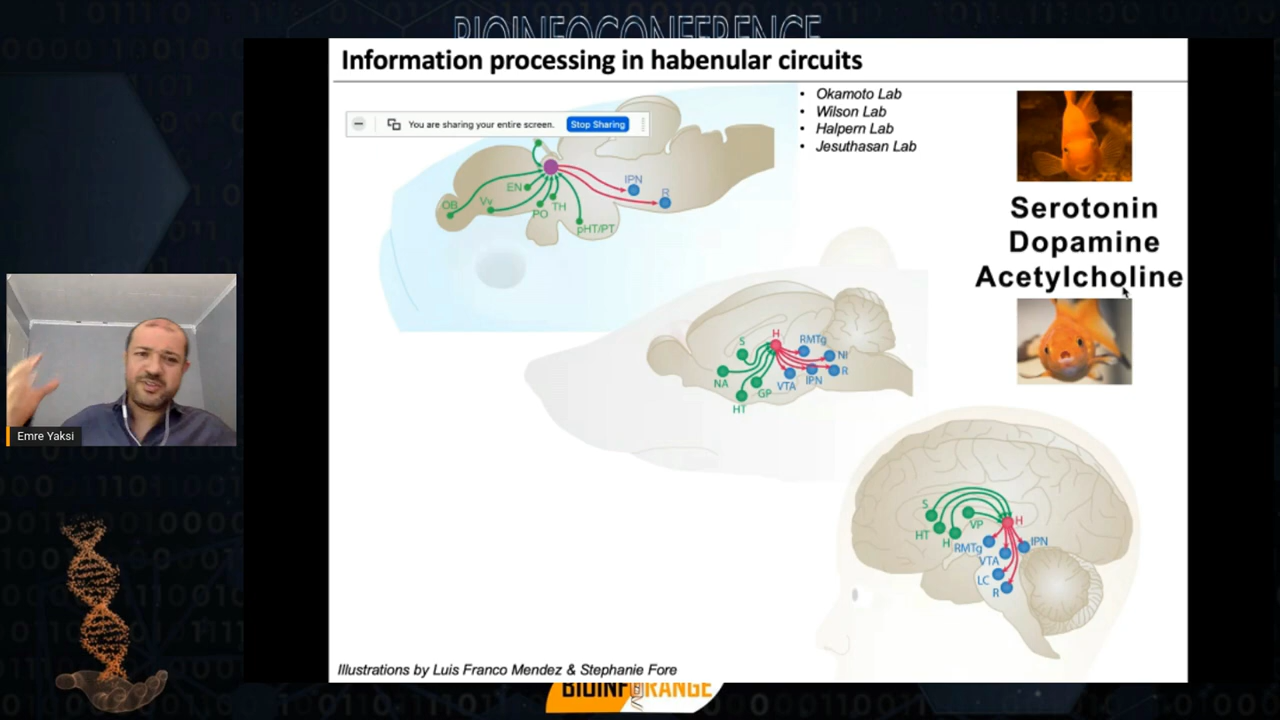 BIOINFOCONFERENCE
Information processing in habenular circuits
• Okamoto Lab
• Wilson Lab
• Halpern Lab
• Jesuthasan Lab
You are sharing your entire screen. Stop Sharing
OB
Vv
EN
PO
TH
pHT/PT
IPN
R
Serotonin
Dopamine
Acetylcholine
S
H
RMTg
NI
R
NA
GP
VTA
IPN
HT
Emre Yaksi
S
H
HT
H
VP
RMTg
IPN
VTA
LC
R
Illustrations by Luis Franco Mendez & Stephanie Fore
BIOINFORANGE